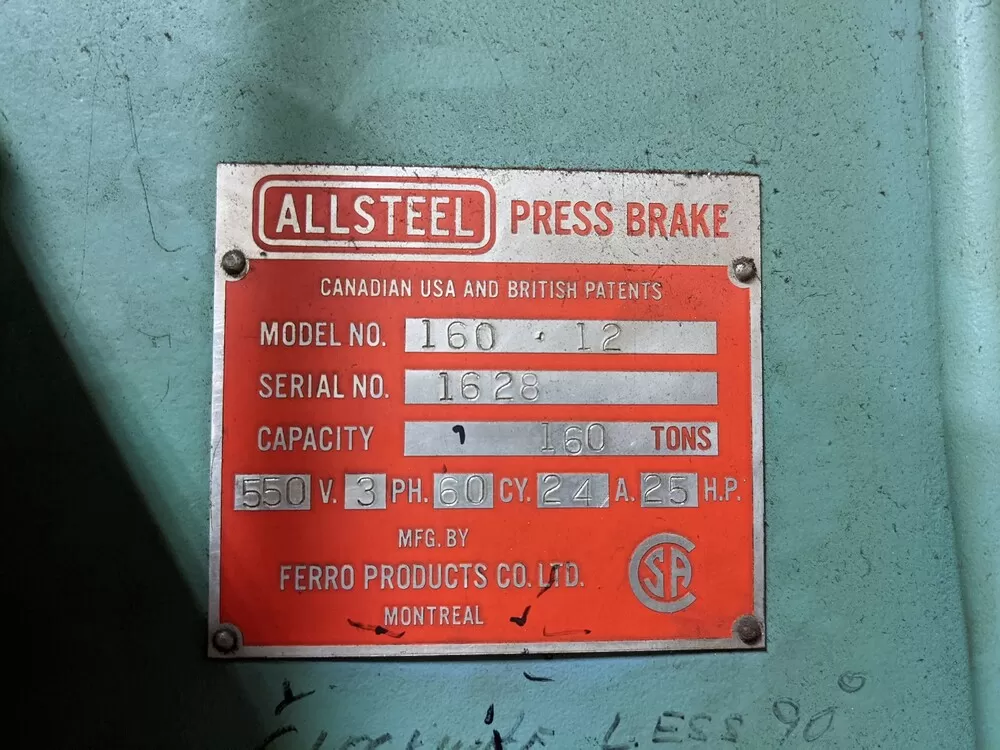 ALLSTEEL PRESS BRAKE
CANADIAN USA AND BRITISH PATENTS
MODEL NO. 160 · 12
SERIAL NO. 1628
CAPACITY 160 TONS
550 V. 3 PH. 60 CY. 24 A. 25 H.P.
MFG. BY
FERRO PRODUCTS CO. LTD.
MONTREAL
CSA
LESS 90°